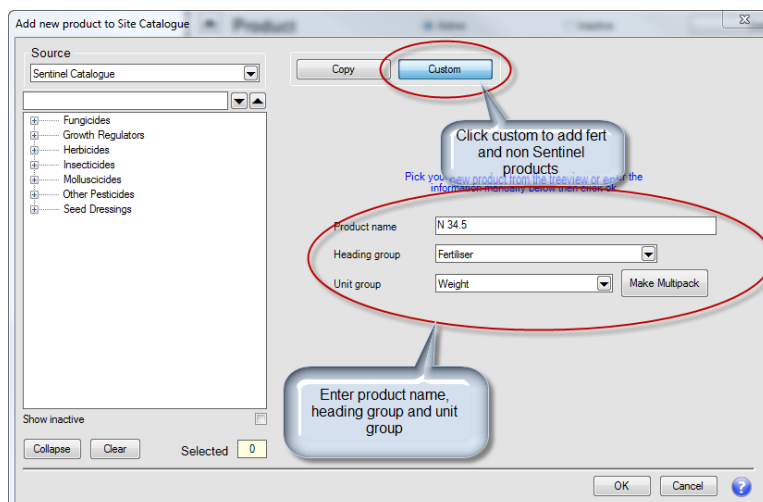 Add new product to Site Catalogue
Product
Source
Sentinel Catalogue
Copy
Custom
Fungicides
Growth Regulators
Herbicides
Insecticides
Molluscicides
Other Pesticides
Seed Dressings
Click custom to add fert
and non Sentinel
products
Pick your new product from the treeview or enter the
information manually below then click ok
Product name
N 34.5
Heading group
Fertiliser
Unit group
Weight
Make Multipack
Enter product name,
heading group and unit
group
Show inactive
Collapse
Clear
Selected
0
OK
Cancel
?